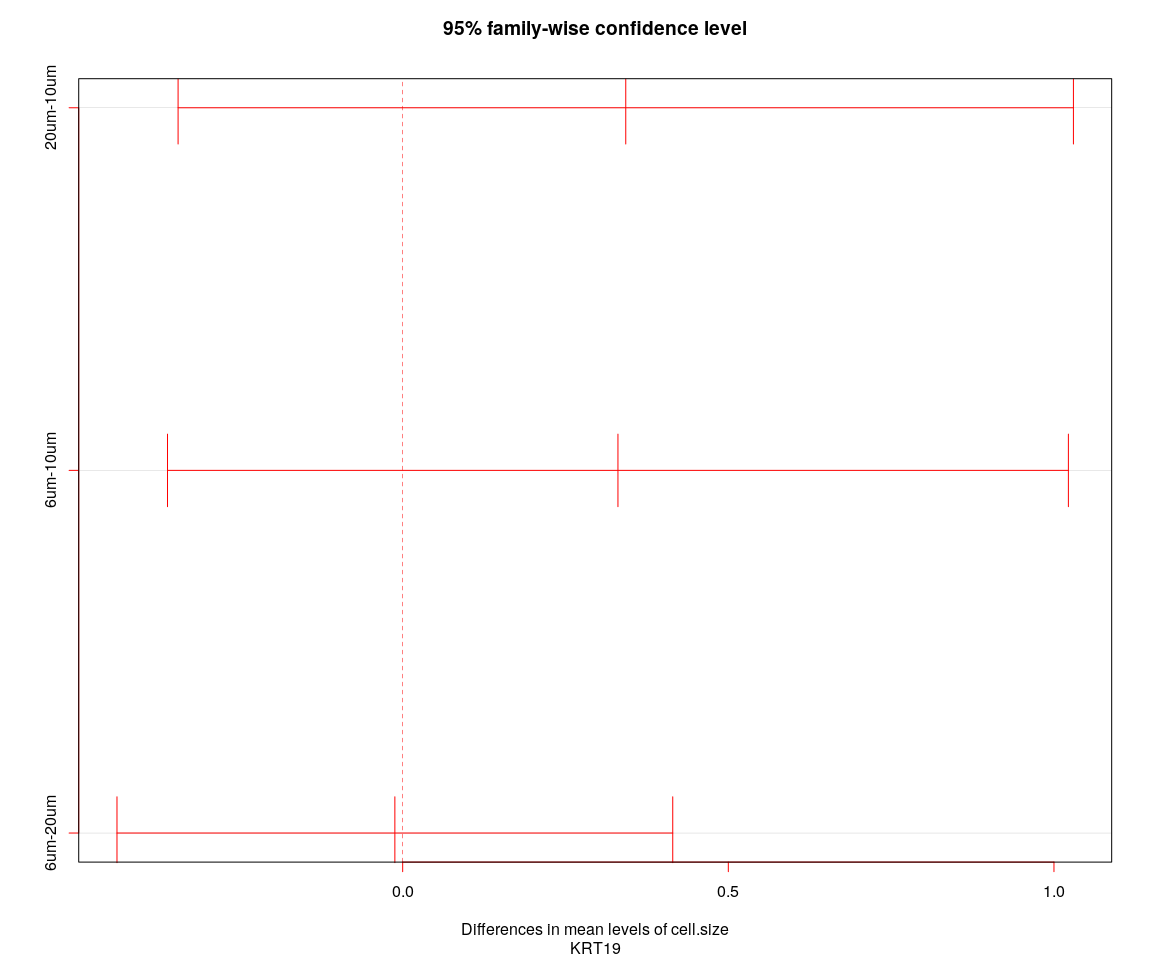 95% family-wise confidence level
20um-10um
6um-10um
6um-20um
0.0 0.5 1.0
Differences in mean levels of cell.size
KRT19